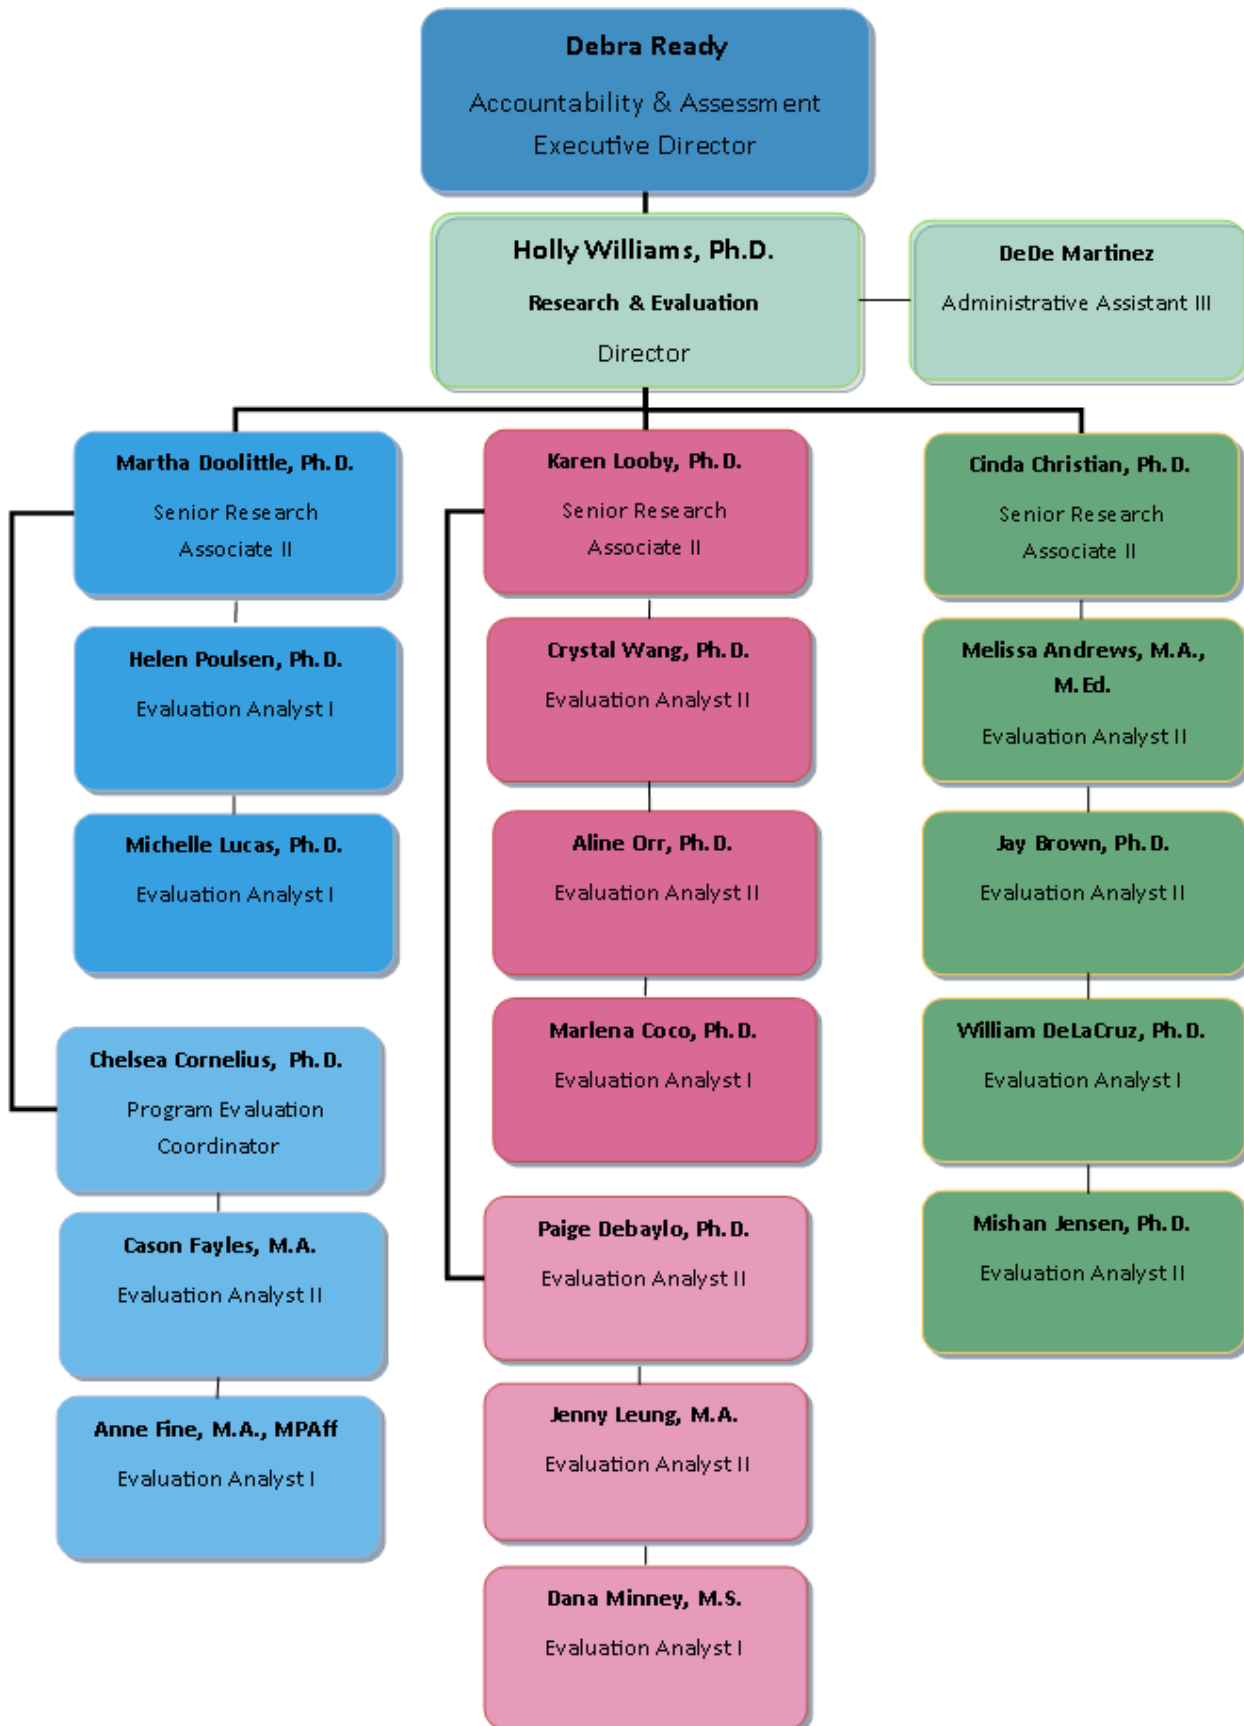 Debra Ready
Accountability & Assessment
Executive Director
Holly Williams, Ph.D.
Research & Evaluation
Director
DeDe Martinez
Administrative Assistant III
Martha Doolittle, Ph.D.
Senior Research
Associate II
Helen Poulsen, Ph.D.
Evaluation Analyst I
Michelle Lucas, Ph.D.
Evaluation Analyst I
Chelsea Cornelius, Ph.D.
Program Evaluation
Coordinator
Cason Fayles, M.A.
Evaluation Analyst II
Anne Fine, M.A., MPAff
Evaluation Analyst I
Karen Looby, Ph.D.
Senior Research
Associate II
Crystal Wang, Ph.D.
Evaluation Analyst II
Aline Orr, Ph.D.
Evaluation Analyst II
Marlena Coco, Ph.D.
Evaluation Analyst I
Paige Debaylo, Ph.D.
Evaluation Analyst II
Jenny Leung, M.A.
Evaluation Analyst II
Dana Minney, M.S.
Evaluation Analyst I
Cinda Christian, Ph.D.
Senior Research
Associate II
Melissa Andrews, M.A.,
M.Ed.
Evaluation Analyst II
Jay Brown, Ph.D.
Evaluation Analyst II
William DeLaCruz, Ph.D.
Evaluation Analyst I
Mishan Jensen, Ph.D.
Evaluation Analyst II